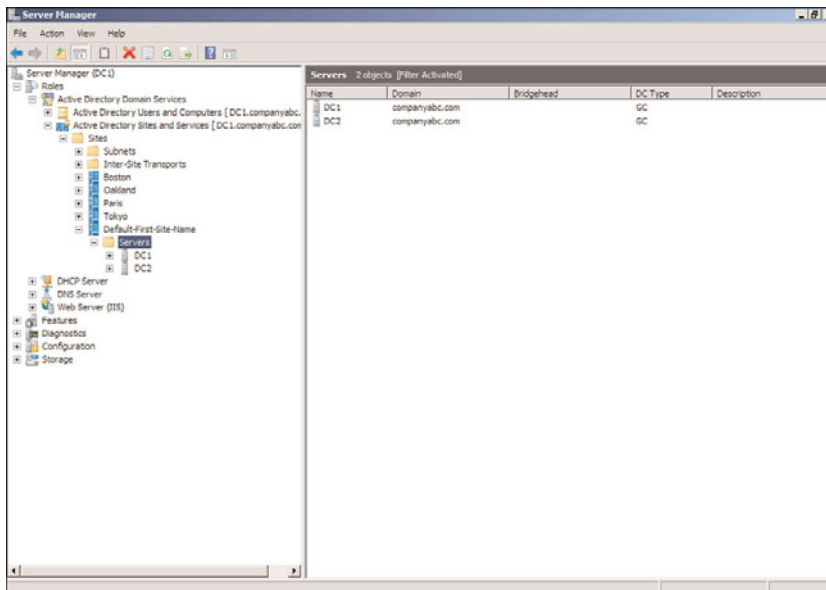 Server Manager
File Action View Help
Server Manager (DC1)
Roles
Active Directory Domain Services
Active Directory Users and Computers [ DC1.companyabc.
Active Directory Sites and Services [ DC1.companyabc.com
Sites
Subnets
Inter-Site Transports
Boston
Oakland
Paris
Tokyo
Default-First-Site-Name
Servers
DC1
DC2
DHCP Server
DNS Server
Web Server (IIS)
Features
Diagnostics
Configuration
Storage
Servers 2 objects [Filter Activated]
Name Domain Bridgehead DC Type Description
DC1 companyabc.com GC
DC2 companyabc.com GC